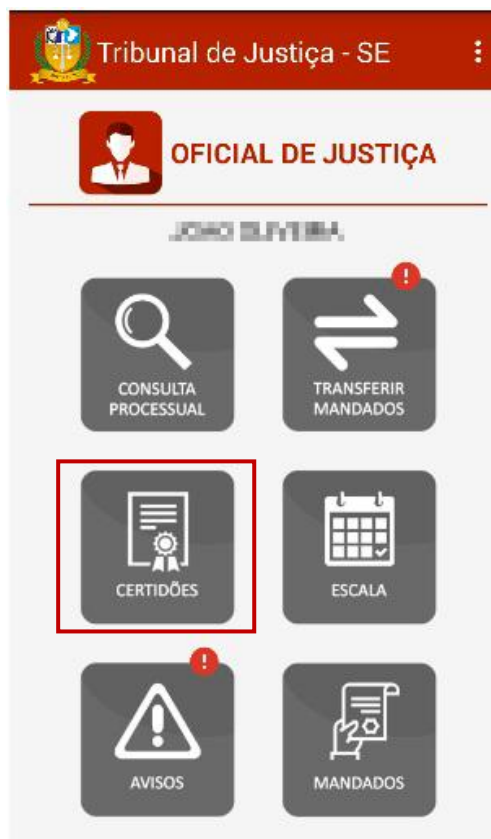 Tribunal de Justiça - SE
OFICIAL DE JUSTIÇA
CONSULTA
PROCESSUAL
TRANSFERIR
MANDADOS
CERTIDÕES
ESCALA
AVISOS
MANDADOS